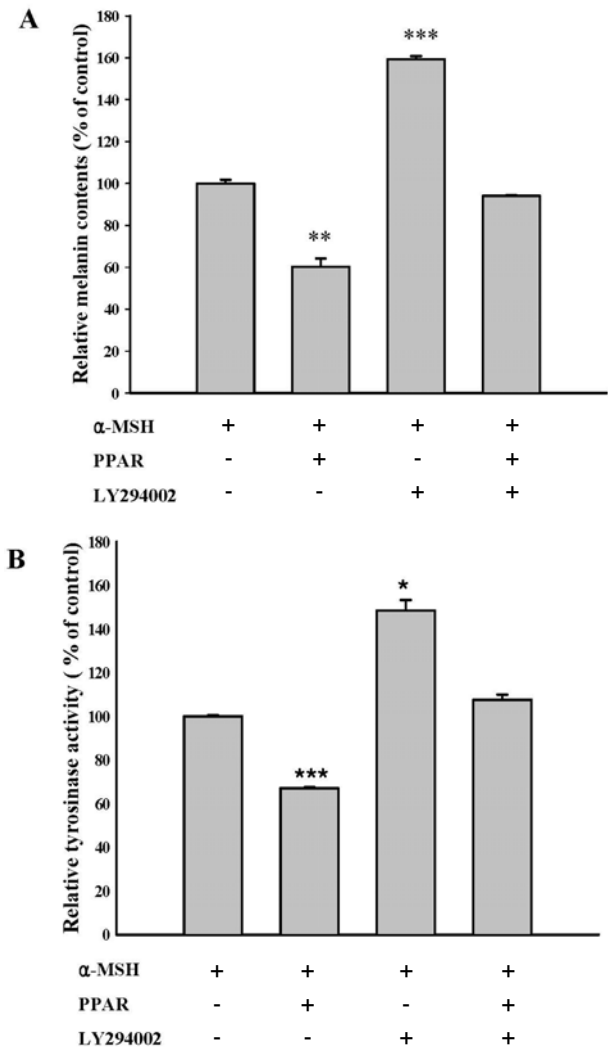 A
Relative melanin contents (% of control)
180
160
140
120
100
80
60
40
20
0
**
***
α-MSH + + + +
PPAR - + - +
LY294002 - - + +
B
Relative tyrosinase activity ( % of control)
180
160
140
120
100
80
60
40
20
0
***
*
α-MSH + + + +
PPAR - + - +
LY294002 - - + +